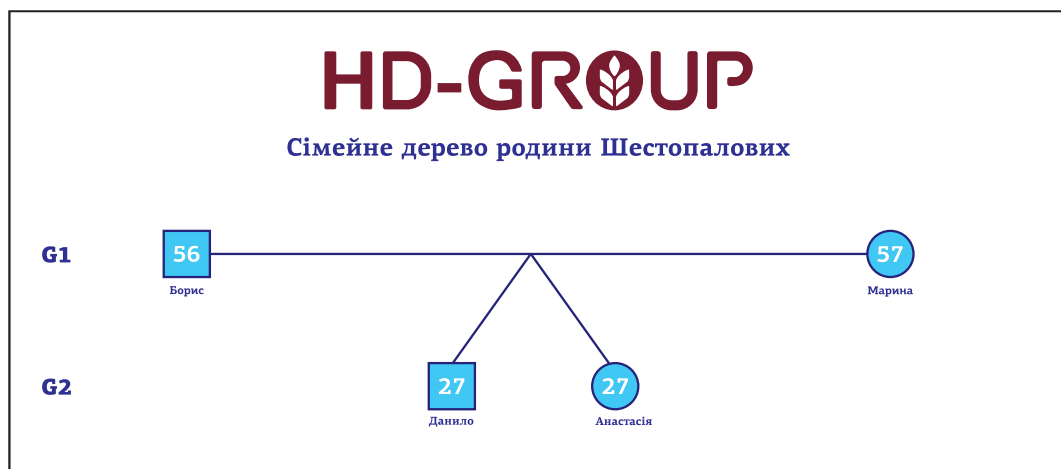 HD-GROUP
Сімейне дерево родини Шестопалових
G1
56
57
Борис
Марина
G2
27
27
Данило
Анастасія